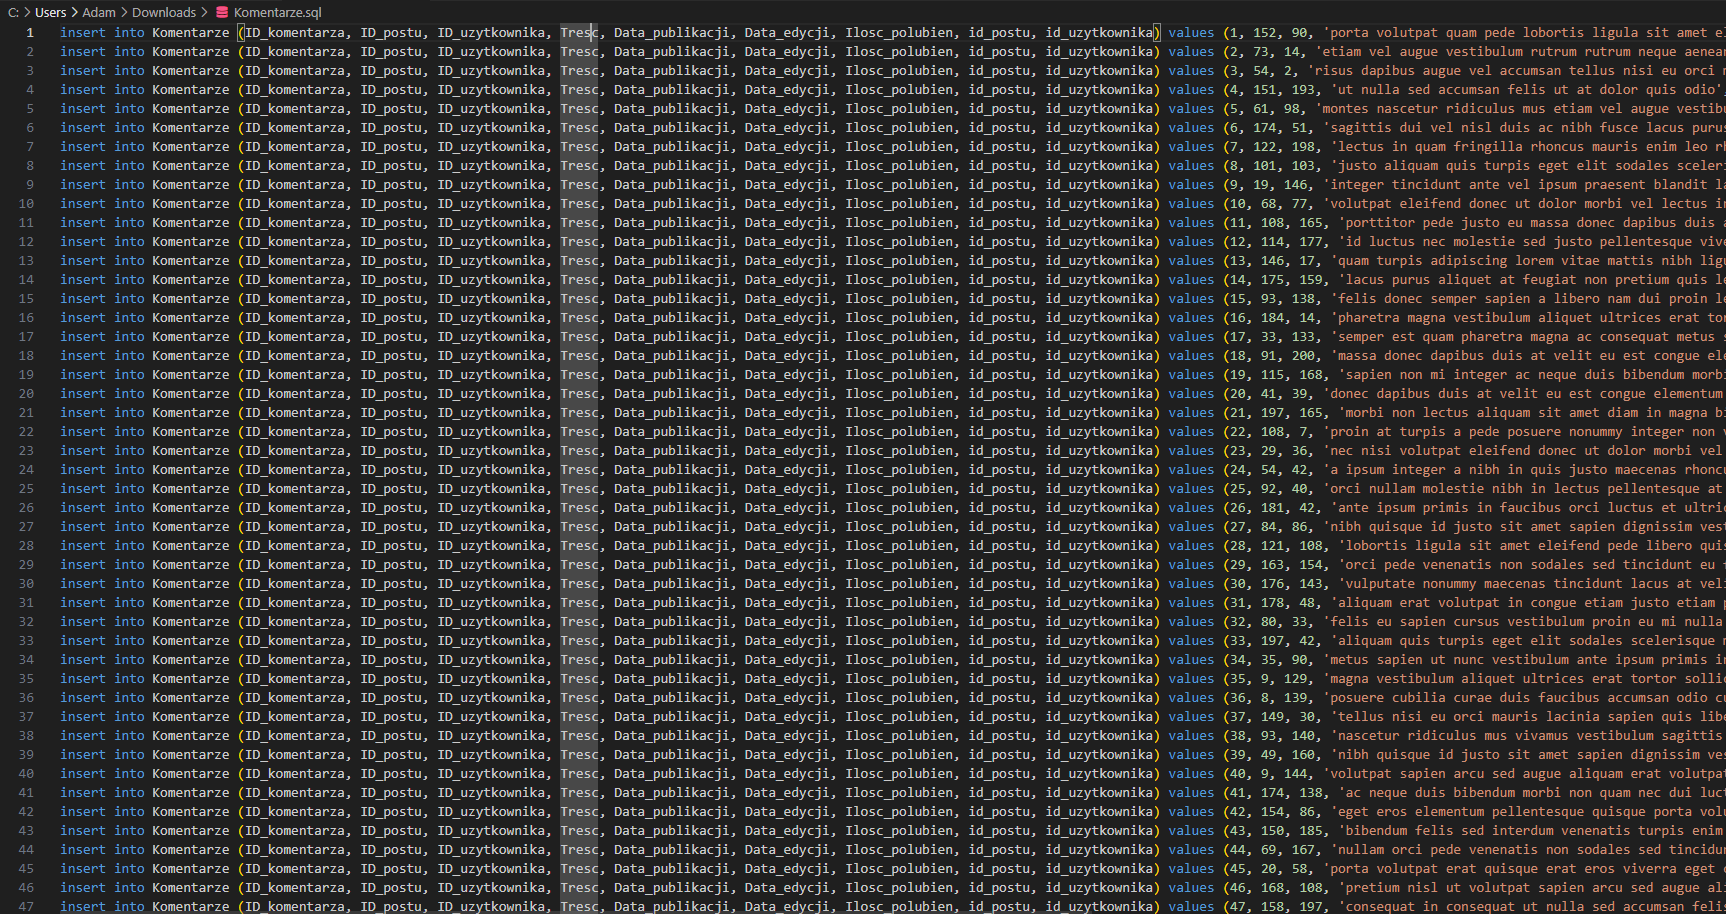 C: > Users > Adam > Downloads > Komentarze.sql
1 insert into Komentarze (ID_komentarza, ID_postu, ID_uzytkownika, Tresc, Data_publikacji, Data_edycji, Ilosc_polubien, id_postu, id_uzytkownika) values (1, 152, 90, 'porta volutpat quam pede lobortis ligula sit amet
2 insert into Komentarze (ID_komentarza, ID_postu, ID_uzytkownika, Tresc, Data_publikacji, Data_edycji, Ilosc_polubien, id_postu, id_uzytkownika) values (2, 73, 14, 'etiam vel augue vestibulum rutrum rutrum neque aenean
3 insert into Komentarze (ID_komentarza, ID_postu, ID_uzytkownika, Tresc, Data_publikacji, Data_edycji, Ilosc_polubien, id_postu, id_uzytkownika) values (3, 54, 2, 'risus dapibus augue vel accumsan tellus nisi eu orci
4 insert into Komentarze (ID_komentarza, ID_postu, ID_uzytkownika, Tresc, Data_publikacji, Data_edycji, Ilosc_polubien, id_postu, id_uzytkownika) values (4, 151, 193, 'ut nulla sed accumsan felis ut at dolor quis odio',
5 insert into Komentarze (ID_komentarza, ID_postu, ID_uzytkownika, Tresc, Data_publikacji, Data_edycji, Ilosc_polubien, id_postu, id_uzytkownika) values (5, 61, 98, 'montes nascetur ridiculus mus etiam vel augue vestibu
6 insert into Komentarze (ID_komentarza, ID_postu, ID_uzytkownika, Tresc, Data_publikacji, Data_edycji, Ilosc_polubien, id_postu, id_uzytkownika) values (6, 174, 51, 'sagittis dui vel nisl duis ac nibh fusce lacus purus
7 insert into Komentarze (ID_komentarza, ID_postu, ID_uzytkownika, Tresc, Data_publikacji, Data_edycji, Ilosc_polubien, id_postu, id_uzytkownika) values (7, 122, 198, 'lectus in quam fringilla rhoncus mauris enim leo rh
8 insert into Komentarze (ID_komentarza, ID_postu, ID_uzytkownika, Tresc, Data_publikacji, Data_edycji, Ilosc_polubien, id_postu, id_uzytkownika) values (8, 101, 103, 'justo aliquam quis turpis eget elit sodales sceleri
9 insert into Komentarze (ID_komentarza, ID_postu, ID_uzytkownika, Tresc, Data_publikacji, Data_edycji, Ilosc_polubien, id_postu, id_uzytkownika) values (9, 19, 146, 'integer tincidunt ante vel ipsum praesent blandit la
10 insert into Komentarze (ID_komentarza, ID_postu, ID_uzytkownika, Tresc, Data_publikacji, Data_edycji, Ilosc_polubien, id_postu, id_uzytkownika) values (10, 68, 77, 'volutpat eleifend donec ut dolor morbi vel lectus in
11 insert into Komentarze (ID_komentarza, ID_postu, ID_uzytkownika, Tresc, Data_publikacji, Data_edycji, Ilosc_polubien, id_postu, id_uzytkownika) values (11, 108, 165, 'porttitor pede justo eu massa donec dapibus duis a
12 insert into Komentarze (ID_komentarza, ID_postu, ID_uzytkownika, Tresc, Data_publikacji, Data_edycji, Ilosc_polubien, id_postu, id_uzytkownika) values (12, 114, 177, 'id luctus nec molestie sed justo pellentesque vive
13 insert into Komentarze (ID_komentarza, ID_postu, ID_uzytkownika, Tresc, Data_publikacji, Data_edycji, Ilosc_polubien, id_postu, id_uzytkownika) values (13, 146, 17, 'quam turpis adipiscing lorem vitae mattis nibh ligu
14 insert into Komentarze (ID_komentarza, ID_postu, ID_uzytkownika, Tresc, Data_publikacji, Data_edycji, Ilosc_polubien, id_postu, id_uzytkownika) values (14, 175, 159, 'lacus purus aliquet at feugiat non pretium quis le
15 insert into Komentarze (ID_komentarza, ID_postu, ID_uzytkownika, Tresc, Data_publikacji, Data_edycji, Ilosc_polubien, id_postu, id_uzytkownika) values (15, 93, 138, 'felis donec semper sapien a libero nam dui proin le
16 insert into Komentarze (ID_komentarza, ID_postu, ID_uzytkownika, Tresc, Data_publikacji, Data_edycji, Ilosc_polubien, id_postu, id_uzytkownika) values (16, 184, 14, 'pharetra magna vestibulum aliquet ultrices erat tor
17 insert into Komentarze (ID_komentarza, ID_postu, ID_uzytkownika, Tresc, Data_publikacji, Data_edycji, Ilosc_polubien, id_postu, id_uzytkownika) values (17, 33, 133, 'semper est quam pharetra magna ac consequat metus s
18 insert into Komentarze (ID_komentarza, ID_postu, ID_uzytkownika, Tresc, Data_publikacji, Data_edycji, Ilosc_polubien, id_postu, id_uzytkownika) values (18, 91, 200, 'massa donec dapibus duis at velit eu est congue ele
19 insert into Komentarze (ID_komentarza, ID_postu, ID_uzytkownika, Tresc, Data_publikacji, Data_edycji, Ilosc_polubien, id_postu, id_uzytkownika) values (19, 115, 168, 'sapien non mi integer ac neque duis bibendum morbi
20 insert into Komentarze (ID_komentarza, ID_postu, ID_uzytkownika, Tresc, Data_publikacji, Data_edycji, Ilosc_polubien, id_postu, id_uzytkownika) values (20, 41, 39, 'donec dapibus duis at velit eu est congue elementum
21 insert into Komentarze (ID_komentarza, ID_postu, ID_uzytkownika, Tresc, Data_publikacji, Data_edycji, Ilosc_polubien, id_postu, id_uzytkownika) values (21, 197, 165, 'morbi non lectus aliquam sit amet diam in magna bi
22 insert into Komentarze (ID_komentarza, ID_postu, ID_uzytkownika, Tresc, Data_publikacji, Data_edycji, Ilosc_polubien, id_postu, id_uzytkownika) values (22, 108, 7, 'proin at turpis a pede posuere nonummy integer non v
23 insert into Komentarze (ID_komentarza, ID_postu, ID_uzytkownika, Tresc, Data_publikacji, Data_edycji, Ilosc_polubien, id_postu, id_uzytkownika) values (23, 29, 36, 'nec nisi volutpat eleifend donec ut dolor morbi vel
24 insert into Komentarze (ID_komentarza, ID_postu, ID_uzytkownika, Tresc, Data_publikacji, Data_edycji, Ilosc_polubien, id_postu, id_uzytkownika) values (24, 54, 42, 'a ipsum integer a nibh in quis justo maecenas rhoncu
25 insert into Komentarze (ID_komentarza, ID_postu, ID_uzytkownika, Tresc, Data_publikacji, Data_edycji, Ilosc_polubien, id_postu, id_uzytkownika) values (25, 92, 40, 'orci nullam molestie nibh in lectus pellentesque at
26 insert into Komentarze (ID_komentarza, ID_postu, ID_uzytkownika, Tresc, Data_publikacji, Data_edycji, Ilosc_polubien, id_postu, id_uzytkownika) values (26, 181, 42, 'ante ipsum primis in faucibus orci luctus et ultric
27 insert into Komentarze (ID_komentarza, ID_postu, ID_uzytkownika, Tresc, Data_publikacji, Data_edycji, Ilosc_polubien, id_postu, id_uzytkownika) values (27, 84, 86, 'nibh quisque id justo sit amet sapien dignissim vest
28 insert into Komentarze (ID_komentarza, ID_postu, ID_uzytkownika, Tresc, Data_publikacji, Data_edycji, Ilosc_polubien, id_postu, id_uzytkownika) values (28, 121, 108, 'lobortis ligula sit amet eleifend pede libero quis
29 insert into Komentarze (ID_komentarza, ID_postu, ID_uzytkownika, Tresc, Data_publikacji, Data_edycji, Ilosc_polubien, id_postu, id_uzytkownika) values (29, 163, 154, 'orci pede venenatis non sodales sed tincidunt eu f
30 insert into Komentarze (ID_komentarza, ID_postu, ID_uzytkownika, Tresc, Data_publikacji, Data_edycji, Ilosc_polubien, id_postu, id_uzytkownika) values (30, 176, 143, 'vulputate nonummy maecenas tincidunt lacus at veli
31 insert into Komentarze (ID_komentarza, ID_postu, ID_uzytkownika, Tresc, Data_publikacji, Data_edycji, Ilosc_polubien, id_postu, id_uzytkownika) values (31, 178, 48, 'aliquam erat volutpat in congue etiam justo etiam p
32 insert into Komentarze (ID_komentarza, ID_postu, ID_uzytkownika, Tresc, Data_publikacji, Data_edycji, Ilosc_polubien, id_postu, id_uzytkownika) values (32, 80, 33, 'felis eu sapien cursus vestibulum proin eu mi nulla
33 insert into Komentarze (ID_komentarza, ID_postu, ID_uzytkownika, Tresc, Data_publikacji, Data_edycji, Ilosc_polubien, id_postu, id_uzytkownika) values (33, 197, 42, 'aliquam quis turpis eget elit sodales scelerisque
34 insert into Komentarze (ID_komentarza, ID_postu, ID_uzytkownika, Tresc, Data_publikacji, Data_edycji, Ilosc_polubien, id_postu, id_uzytkownika) values (34, 35, 90, 'metus sapien ut nunc vestibulum ante ipsum primis in
35 insert into Komentarze (ID_komentarza, ID_postu, ID_uzytkownika, Tresc, Data_publikacji, Data_edycji, Ilosc_polubien, id_postu, id_uzytkownika) values (35, 9, 129, 'magna vestibulum aliquet ultrices erat tortor sollic
36 insert into Komentarze (ID_komentarza, ID_postu, ID_uzytkownika, Tresc, Data_publikacji, Data_edycji, Ilosc_polubien, id_postu, id_uzytkownika) values (36, 8, 139, 'posuere cubilia curae duis faucibus accumsan odio cu
37 insert into Komentarze (ID_komentarza, ID_postu, ID_uzytkownika, Tresc, Data_publikacji, Data_edycji, Ilosc_polubien, id_postu, id_uzytkownika) values (37, 149, 30, 'tellus nisi eu orci mauris lacinia sapien quis libe
38 insert into Komentarze (ID_komentarza, ID_postu, ID_uzytkownika, Tresc, Data_publikacji, Data_edycji, Ilosc_polubien, id_postu, id_uzytkownika) values (38, 93, 140, 'nascetur ridiculus mus vivamus vestibulum sagittis
39 insert into Komentarze (ID_komentarza, ID_postu, ID_uzytkownika, Tresc, Data_publikacji, Data_edycji, Ilosc_polubien, id_postu, id_uzytkownika) values (39, 49, 160, 'nibh quisque id justo sit amet sapien dignissim ves
40 insert into Komentarze (ID_komentarza, ID_postu, ID_uzytkownika, Tresc, Data_publikacji, Data_edycji, Ilosc_polubien, id_postu, id_uzytkownika) values (40, 9, 144, 'volutpat sapien arcu sed augue aliquam erat volutpat
41 insert into Komentarze (ID_komentarza, ID_postu, ID_uzytkownika, Tresc, Data_publikacji, Data_edycji, Ilosc_polubien, id_postu, id_uzytkownika) values (41, 174, 138, 'ac neque duis bibendum morbi non quam nec dui luct
42 insert into Komentarze (ID_komentarza, ID_postu, ID_uzytkownika, Tresc, Data_publikacji, Data_edycji, Ilosc_polubien, id_postu, id_uzytkownika) values (42, 154, 86, 'eget eros elementum pellentesque quisque porta volu
43 insert into Komentarze (ID_komentarza, ID_postu, ID_uzytkownika, Tresc, Data_publikacji, Data_edycji, Ilosc_polubien, id_postu, id_uzytkownika) values (43, 150, 185, 'bibendum felis sed interdum venenatis turpis enim
44 insert into Komentarze (ID_komentarza, ID_postu, ID_uzytkownika, Tresc, Data_publikacji, Data_edycji, Ilosc_polubien, id_postu, id_uzytkownika) values (44, 69, 167, 'nullam orci pede venenatis non sodales sed tincidun
45 insert into Komentarze (ID_komentarza, ID_postu, ID_uzytkownika, Tresc, Data_publikacji, Data_edycji, Ilosc_polubien, id_postu, id_uzytkownika) values (45, 20, 58, 'porta volutpat erat quisque erat eros viverra eget
46 insert into Komentarze (ID_komentarza, ID_postu, ID_uzytkownika, Tresc, Data_publikacji, Data_edycji, Ilosc_polubien, id_postu, id_uzytkownika) values (46, 168, 108, 'pretium nisl ut volutpat sapien arcu sed augue ali
47 insert into Komentarze (ID_komentarza, ID_postu, ID_uzytkownika, Tresc, Data_publikacji, Data_edycji, Ilosc_polubien, id_postu, id_uzytkownika) values (47, 158, 197, 'consequat in consequat ut nulla sed accumsan felis